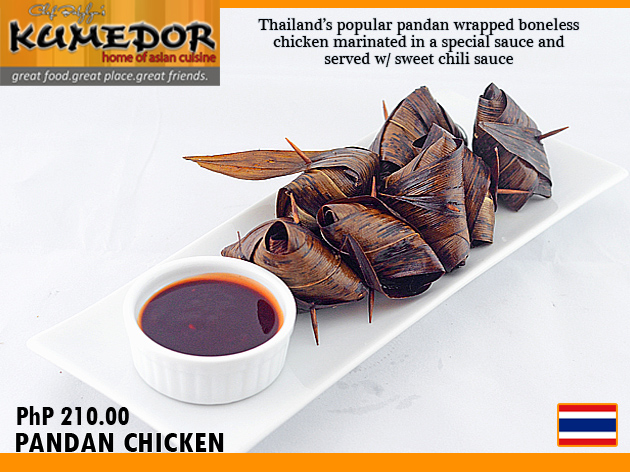 Chef Ralfy's
KUMEDOR
home of asian cuisine
great food.great place.great friends.
Thailand's popular pandan wrapped boneless
chicken marinated in a special sauce and
served w/ sweet chili sauce
PhP 210.00
PANDAN CHICKEN